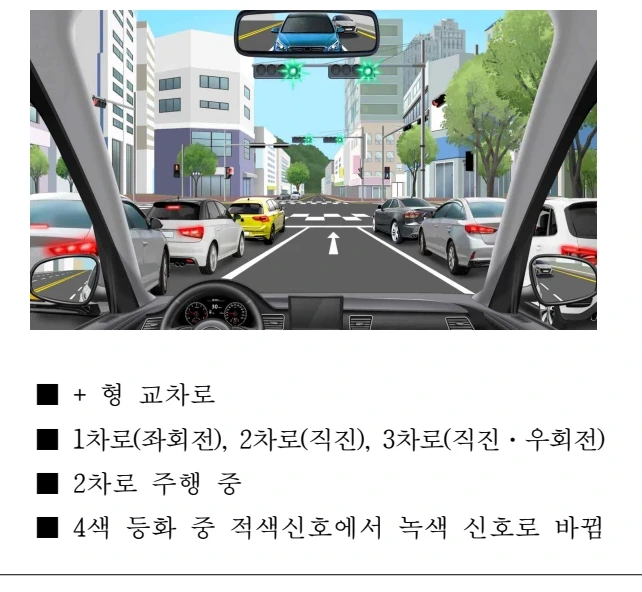 ■ + 형 교차로
■ 1차로(좌회전), 2차로(직진), 3차로(직진・우회전)
■ 2차로 주행 중
■ 4색 등화 중 적색신호에서 녹색 신호로 바뀜